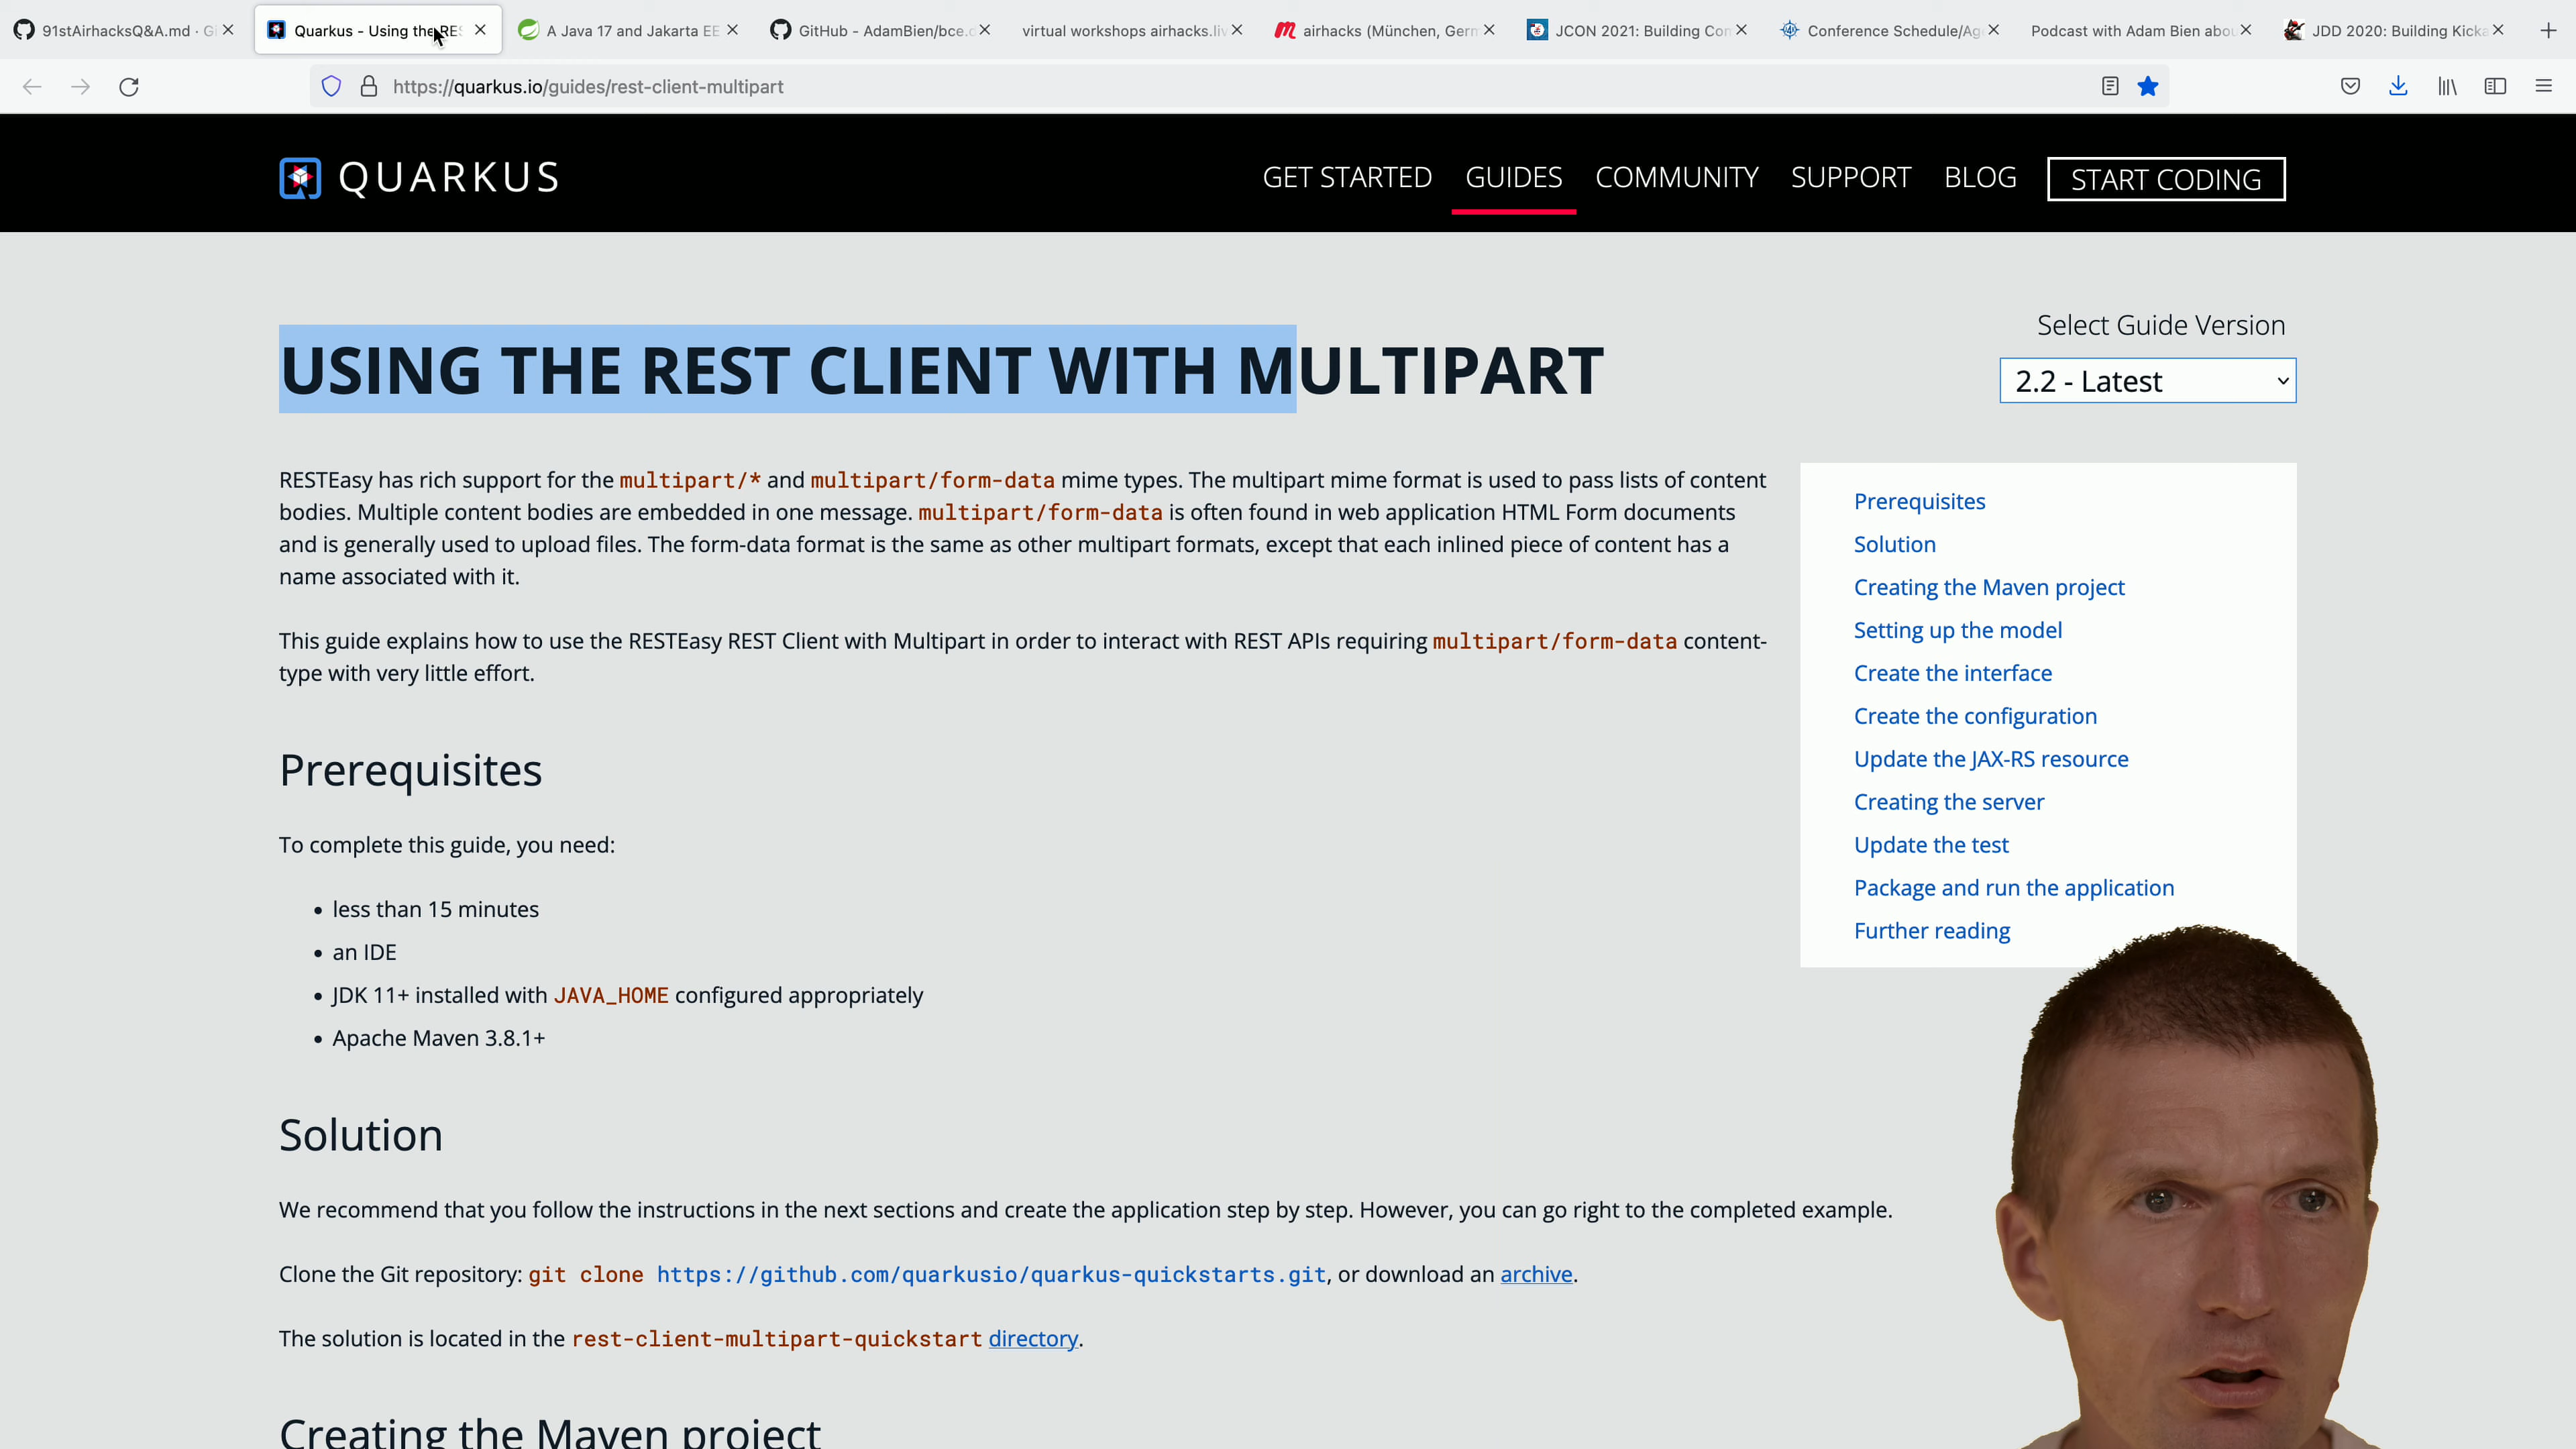 91stAirhacksQ&A.md · Gi
Quarkus - Using the RES
A Java 17 and Jakarta EE
GitHub - AdamBien/bce.d
virtual workshops airhacks.liv
airhacks (München, Germ
JCON 2021: Building Con
Conference Schedule/Ag
Podcast with Adam Bien abou
JDD 2020: Building Kicka
https://quarkus.io/guides/rest-client-multipart
QUARKUS
GET STARTED
GUIDES
COMMUNITY
SUPPORT
BLOG
START CODING
Select Guide Version
USING THE REST CLIENT WITH MULTIPART
2.2 - Latest
RESTEasy has rich support for the multipart/* and multipart/form-data mime types. The multipart mime format is used to pass lists of content
bodies. Multiple content bodies are embedded in one message. multipart/form-data is often found in web application HTML Form documents
and is generally used to upload files. The form-data format is the same as other multipart formats, except that each inlined piece of content has a
name associated with it.
This guide explains how to use the RESTEasy REST Client with Multipart in order to interact with REST APIs requiring multipart/form-data content-
type with very little effort.
Prerequisites
To complete this guide, you need:
• less than 15 minutes
• an IDE
• JDK 11+ installed with JAVA_HOME configured appropriately
• Apache Maven 3.8.1+
Solution
We recommend that you follow the instructions in the next sections and create the application step by step. However, you can go right to the completed example.
Clone the Git repository: git clone https://github.com/quarkusio/quarkus-quickstarts.git, or download an archive.
The solution is located in the rest-client-multipart-quickstart directory.
Creating the Maven project
Prerequisites
Solution
Creating the Maven project
Setting up the model
Create the interface
Create the configuration
Update the JAX-RS resource
Creating the server
Update the test
Package and run the application
Further reading